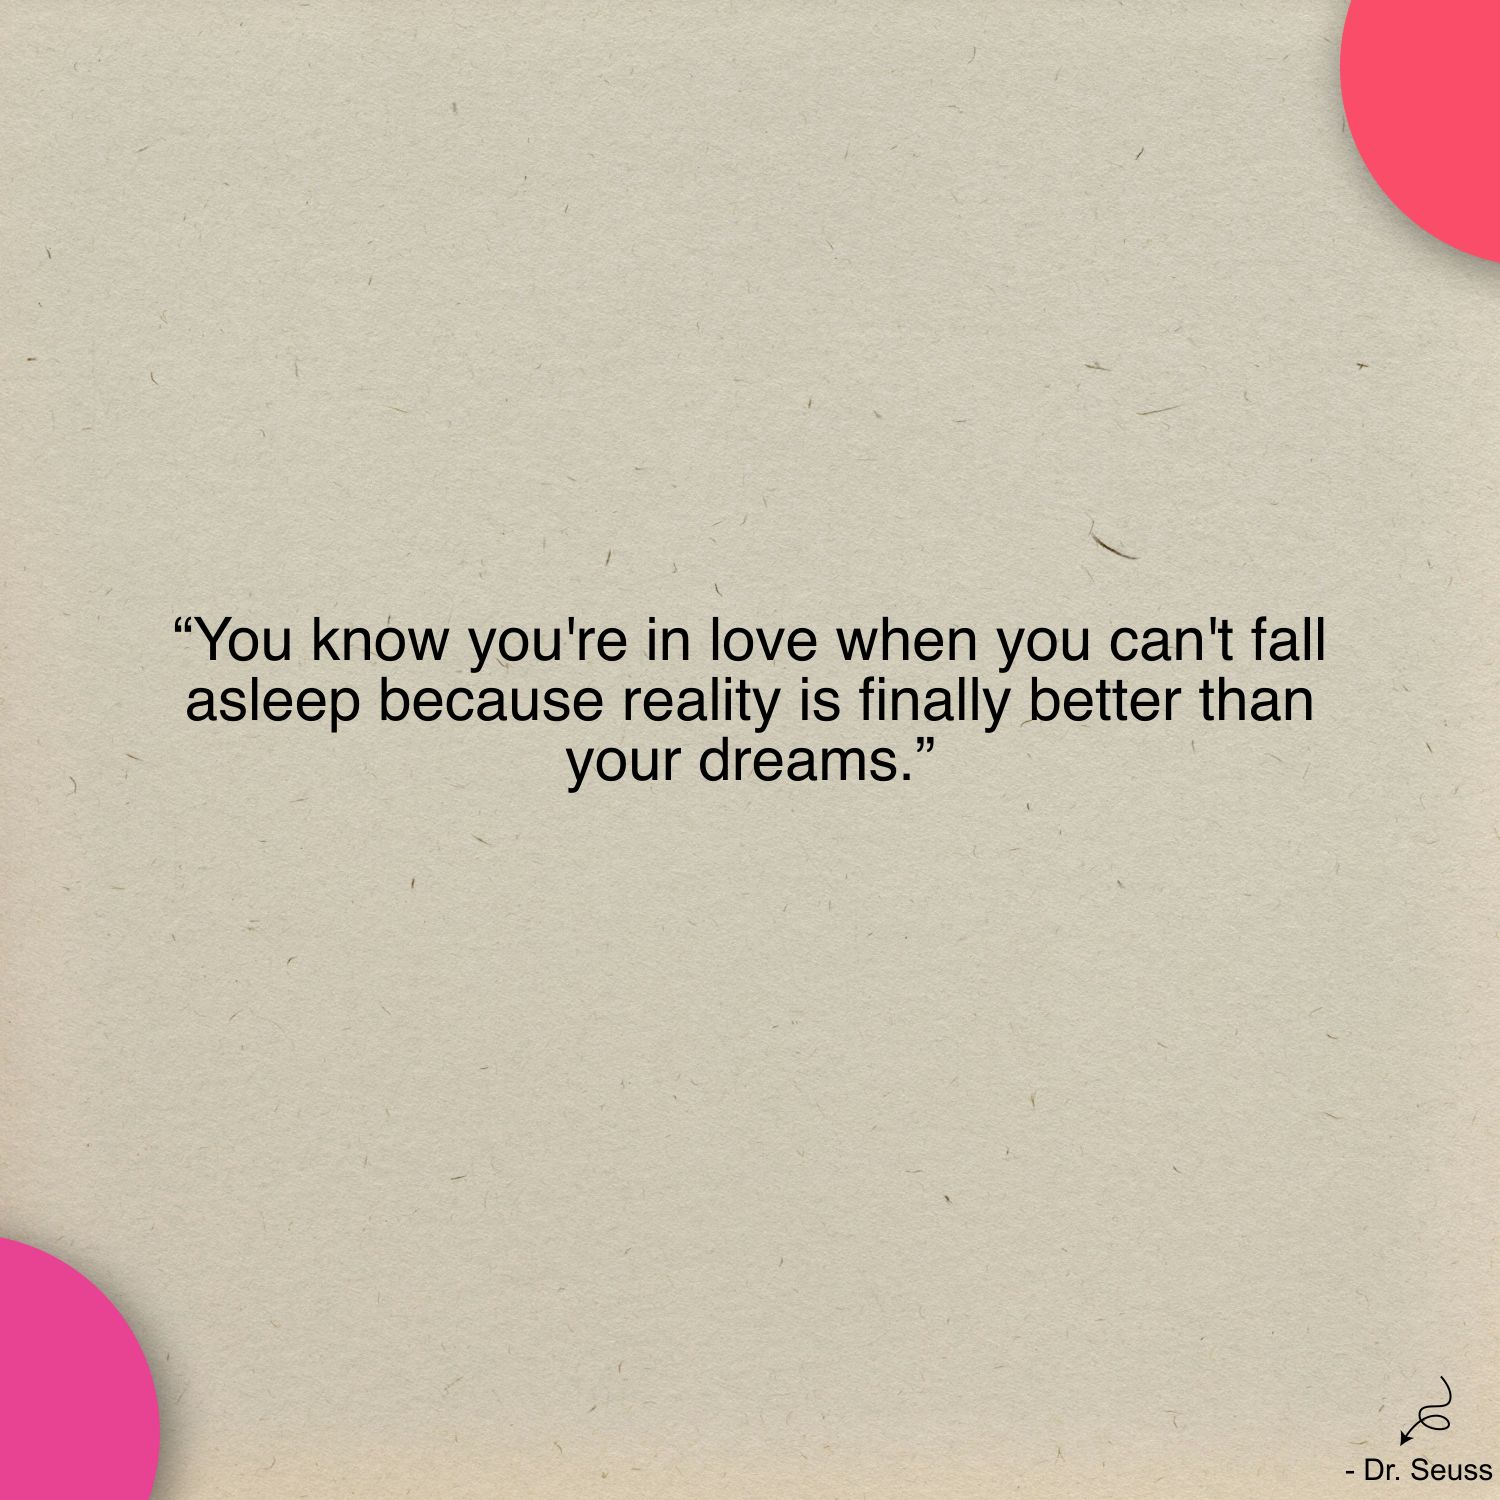 “You know you're in love when you can't fall
asleep because reality is finally better than
your dreams.”
- Dr. Seuss